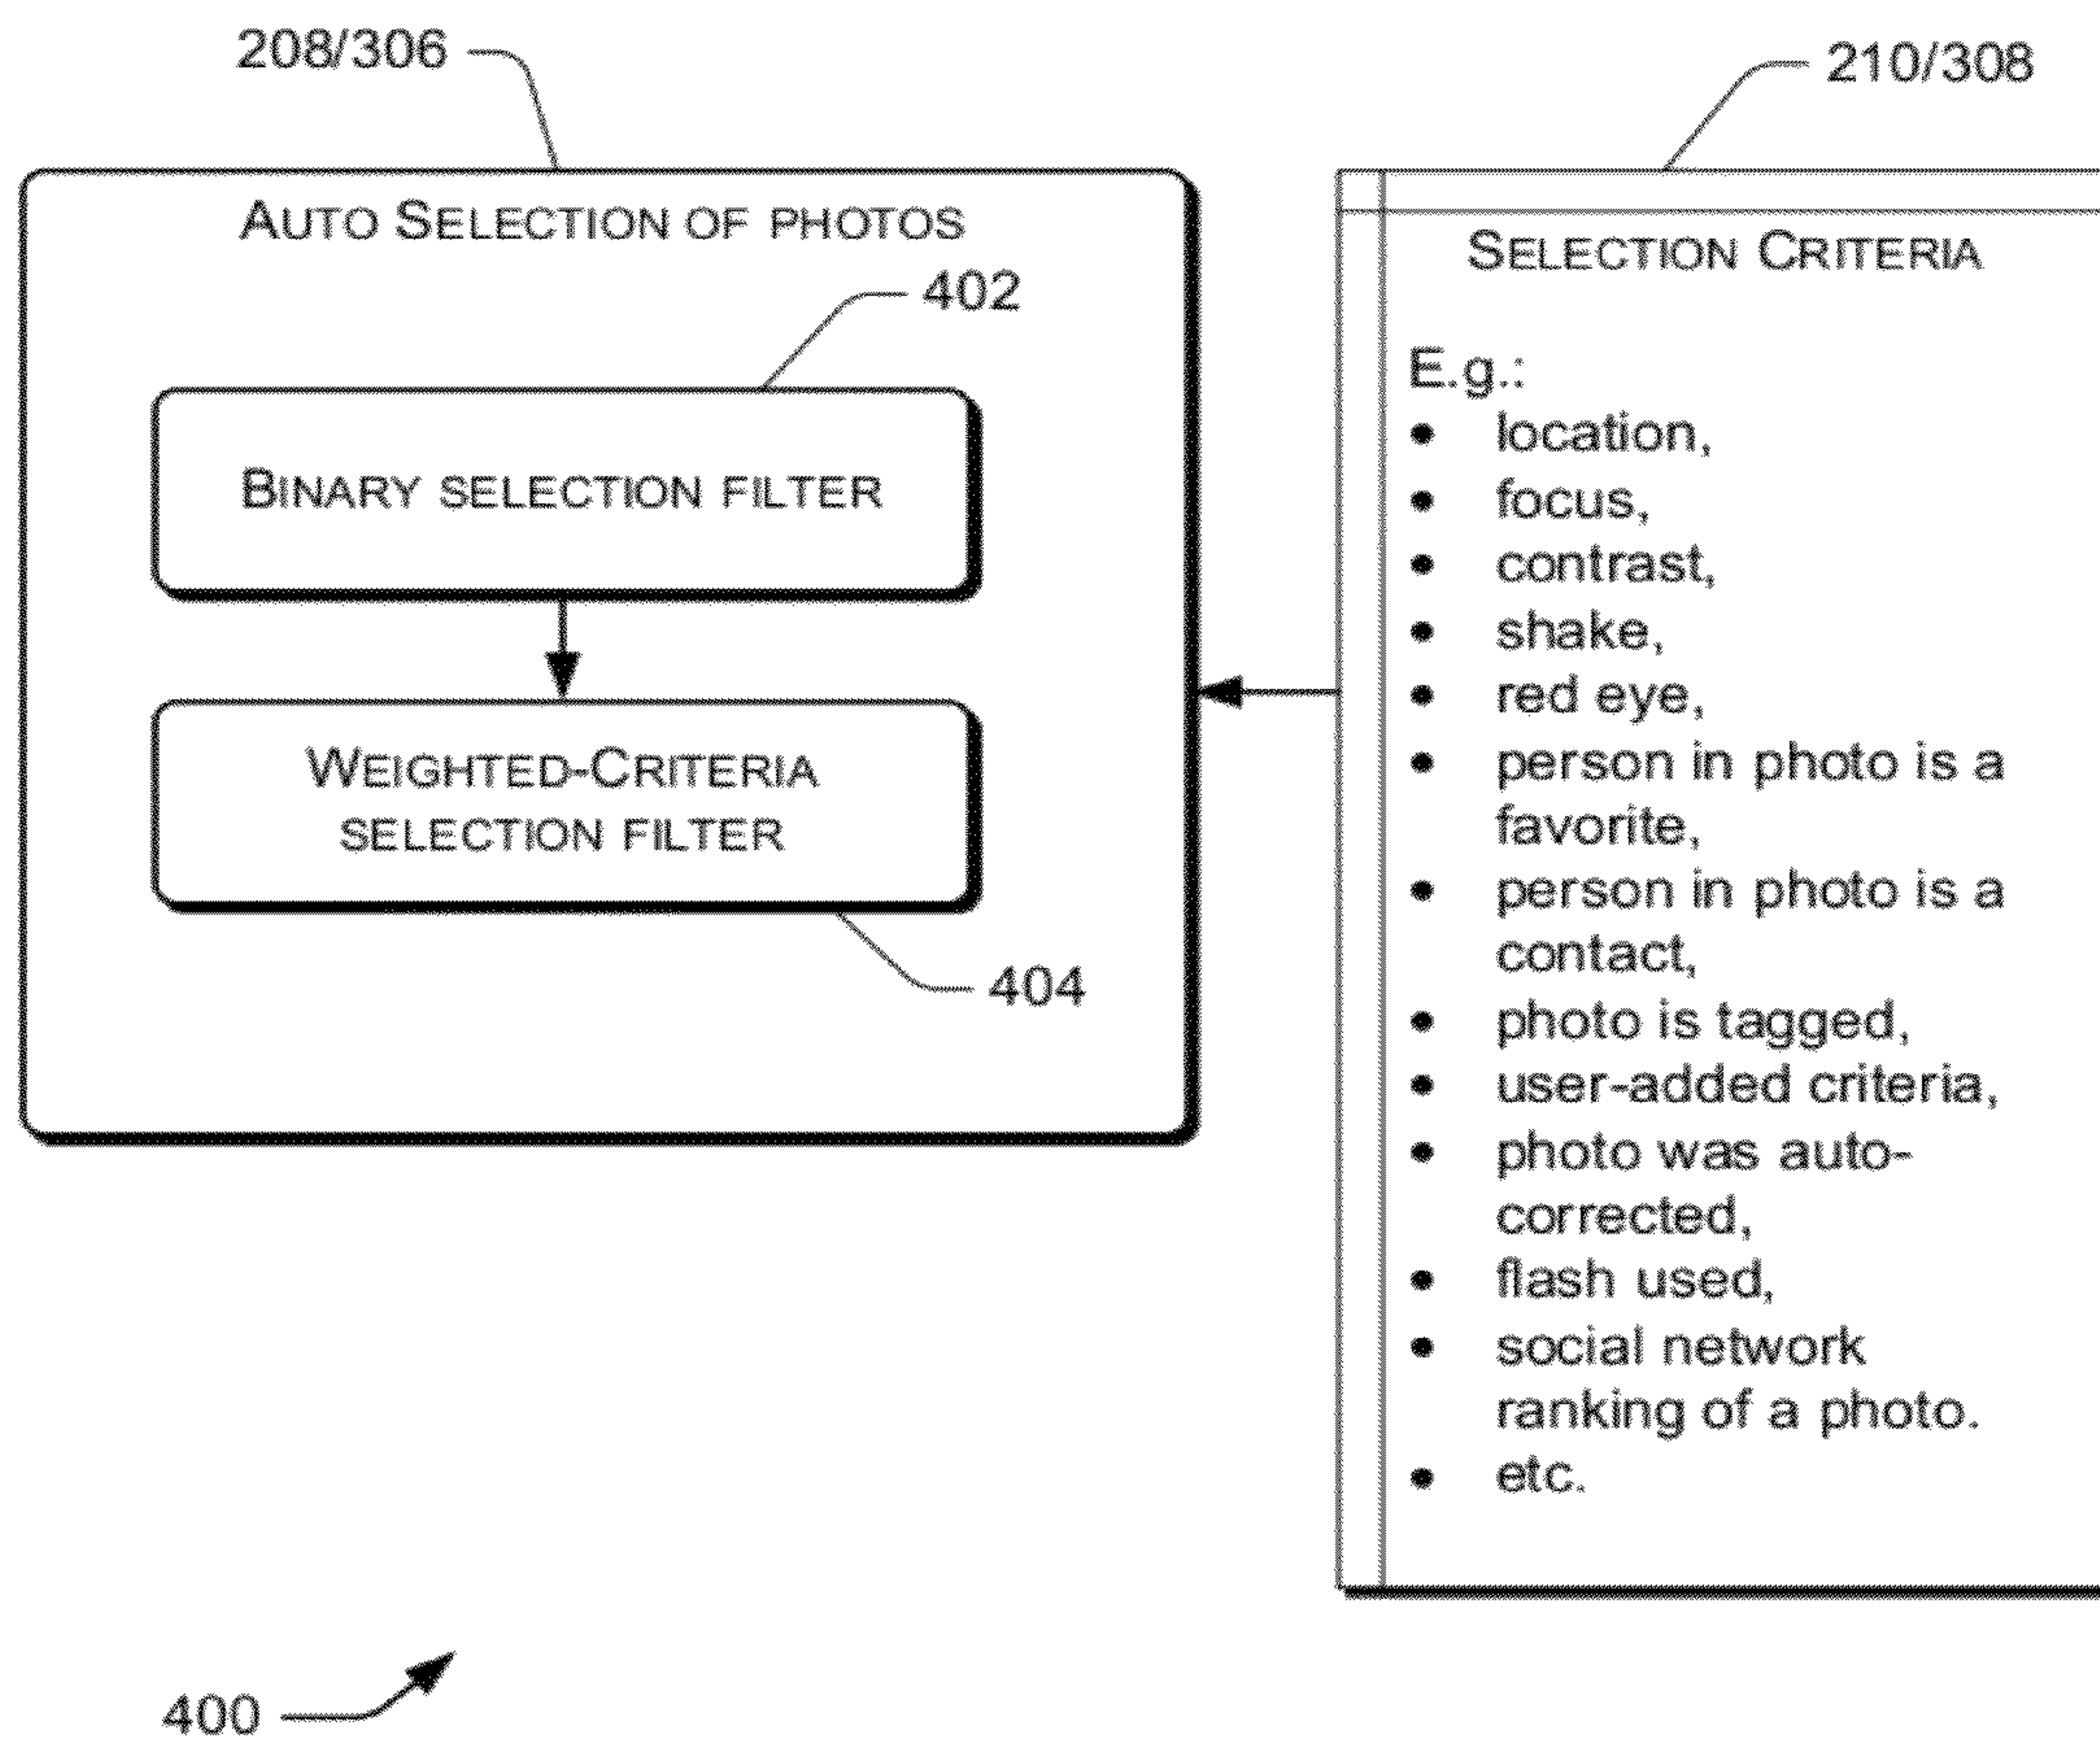 208/306
210/308
AUTO SELECTION OF PHOTOS
402
BINARY SELECTION FILTER
WEIGHTED-CRITERIA
SELECTION FILTER
404
SELECTION CRITERIA
E.g.:
• location,
• focus,
• contrast,
• shake,
• red eye,
• person in photo is a
favorite,
• person in photo is a
contact,
• photo is tagged,
• user-added criteria,
• photo was auto-
corrected,
• flash used,
• social network
ranking of a photo.
• etc.
400